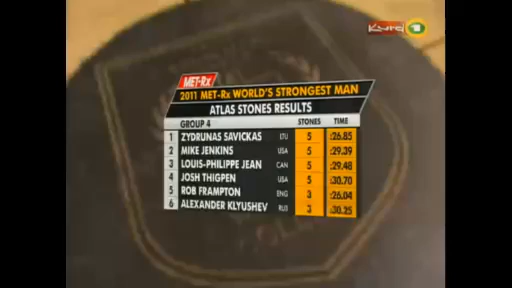 Kyiv 1
MET-Rx
2011 MET-Rx WORLD'S STRONGEST MAN
ATLAS STONES RESULTS
GROUP 4 STONES TIME
1 ZYDRUNAS SAVICKAS LTU 5 :26.85
2 MIKE JENKINS USA 5 :29.39
3 LOUIS-PHILIPPE JEAN CAN 5 :29.48
4 JOSH THIGPEN USA 5 :30.70
5 ROB FRAMPTON ENG 3 :26.04
6 ALEXANDER KLYUSHEV RUS 3 :30.25